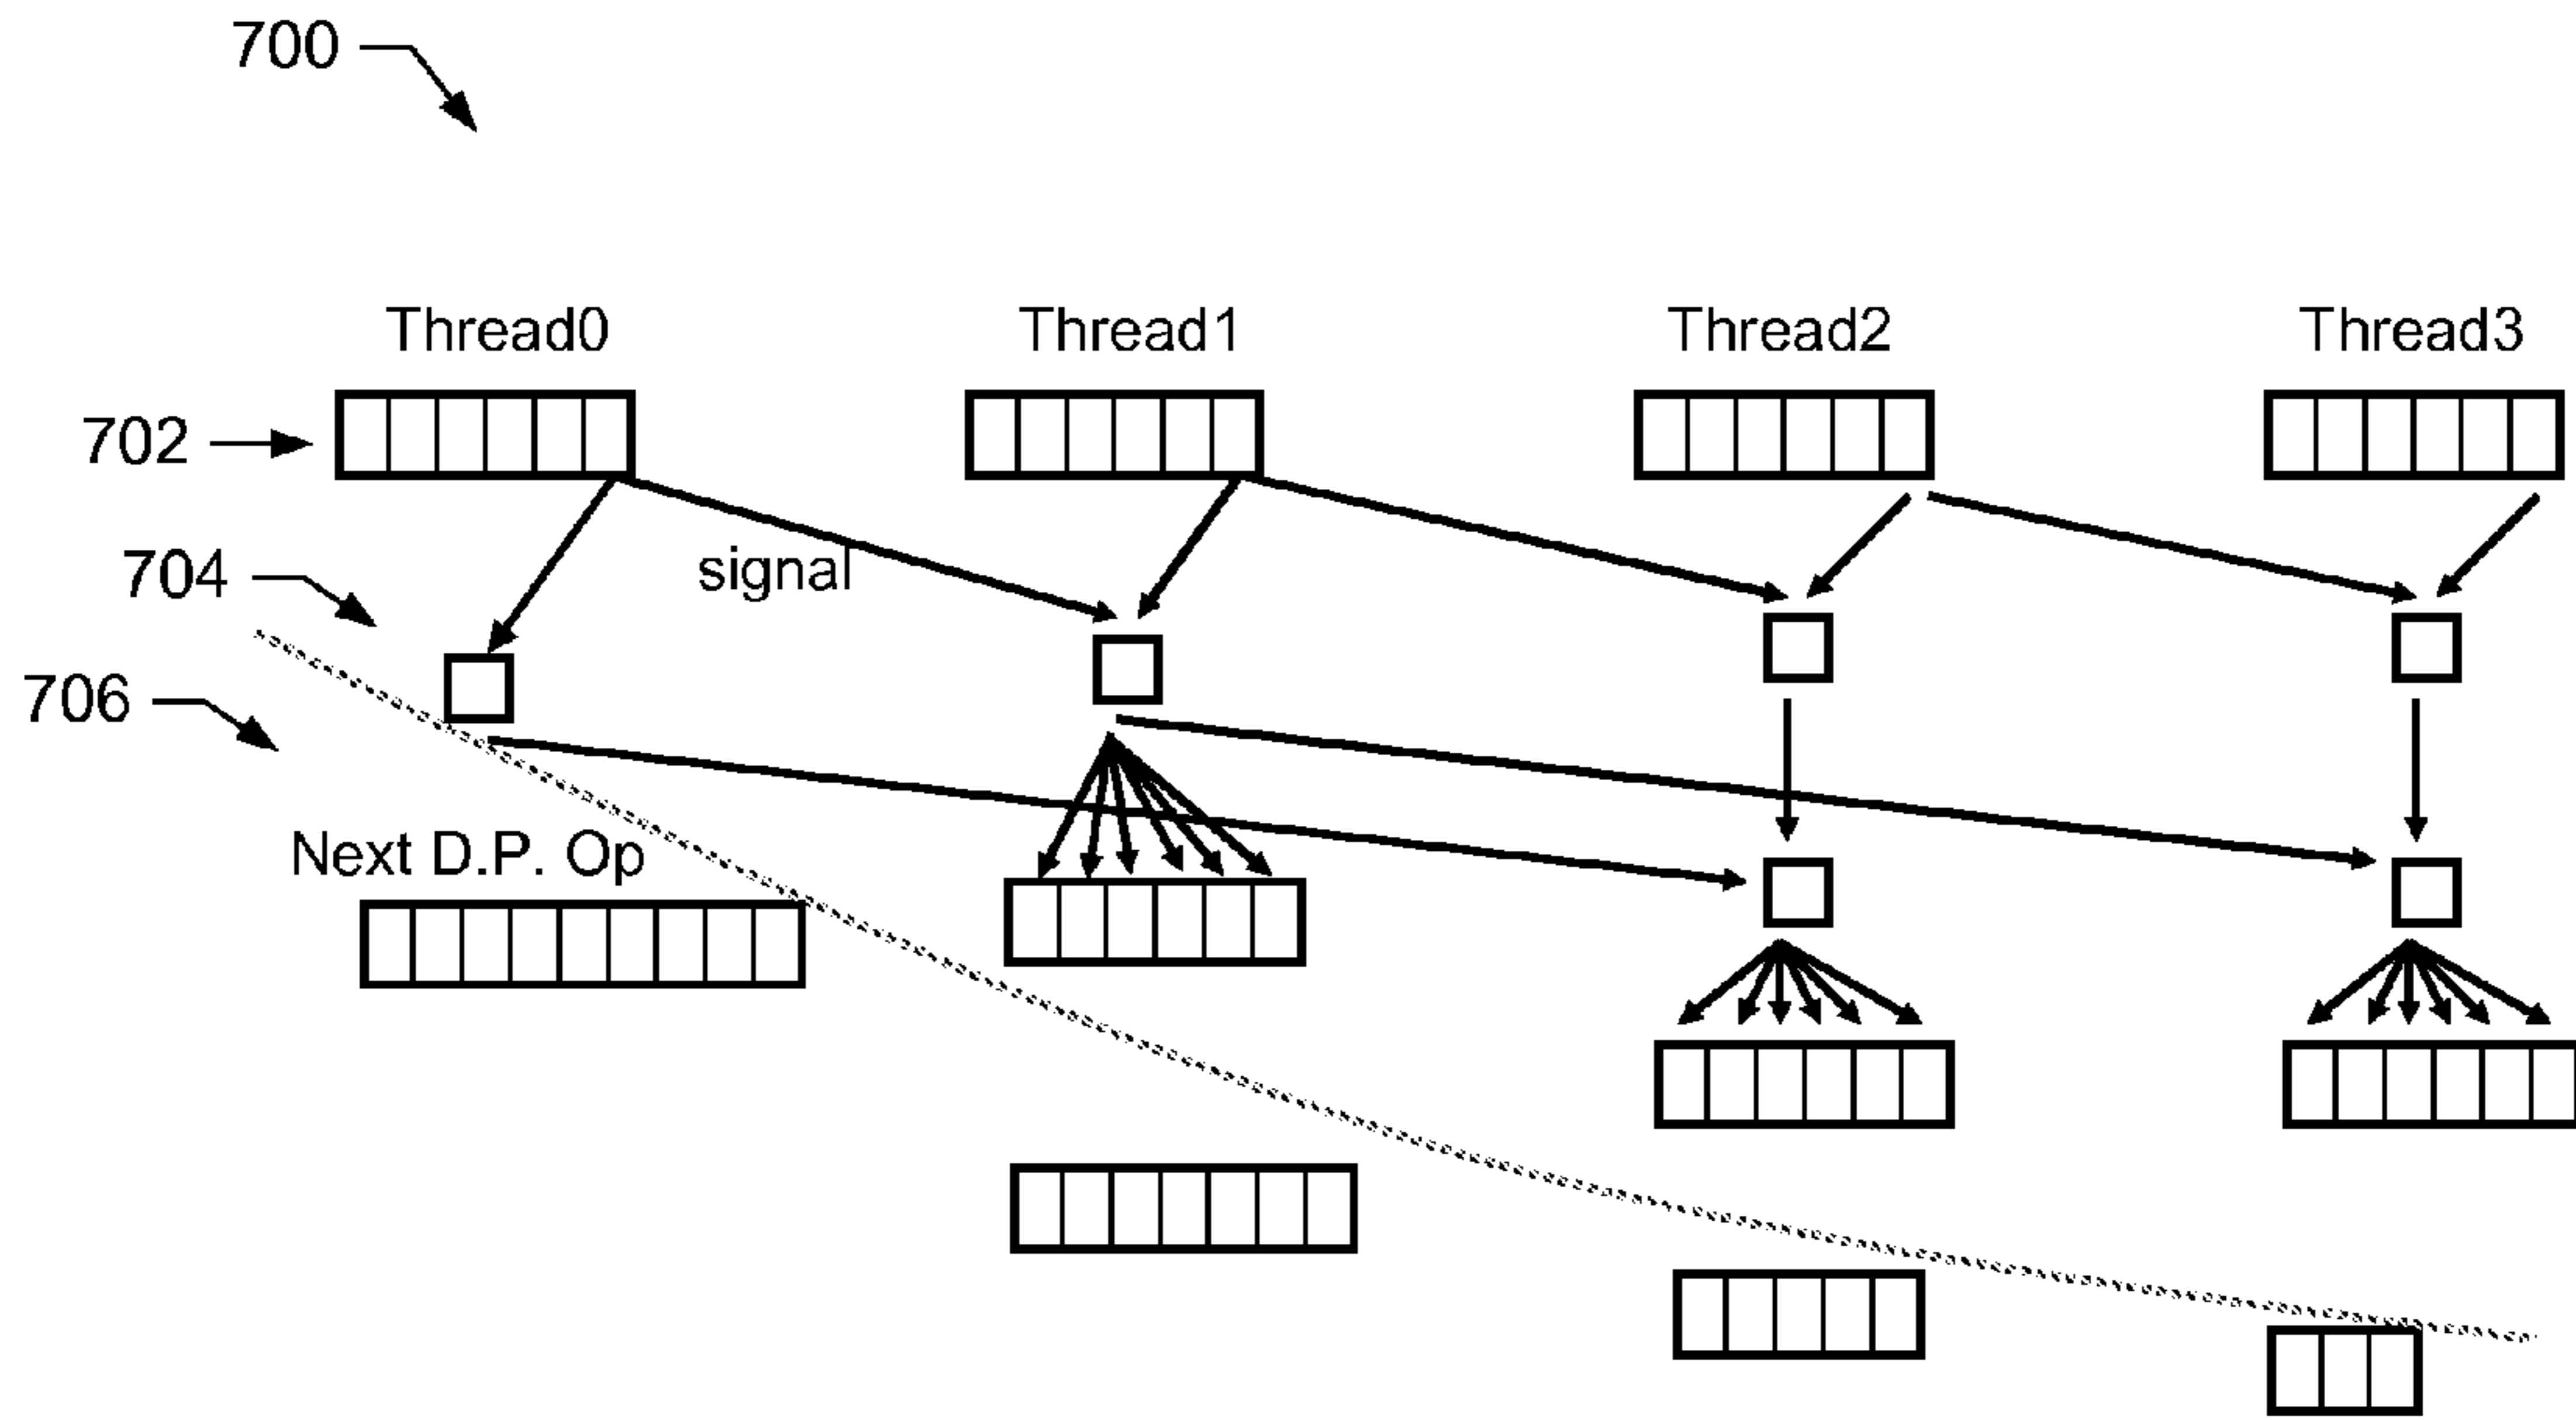 700
Thread0 Thread1 Thread2 Thread3
702
704
signal
706
Next D.P. Op